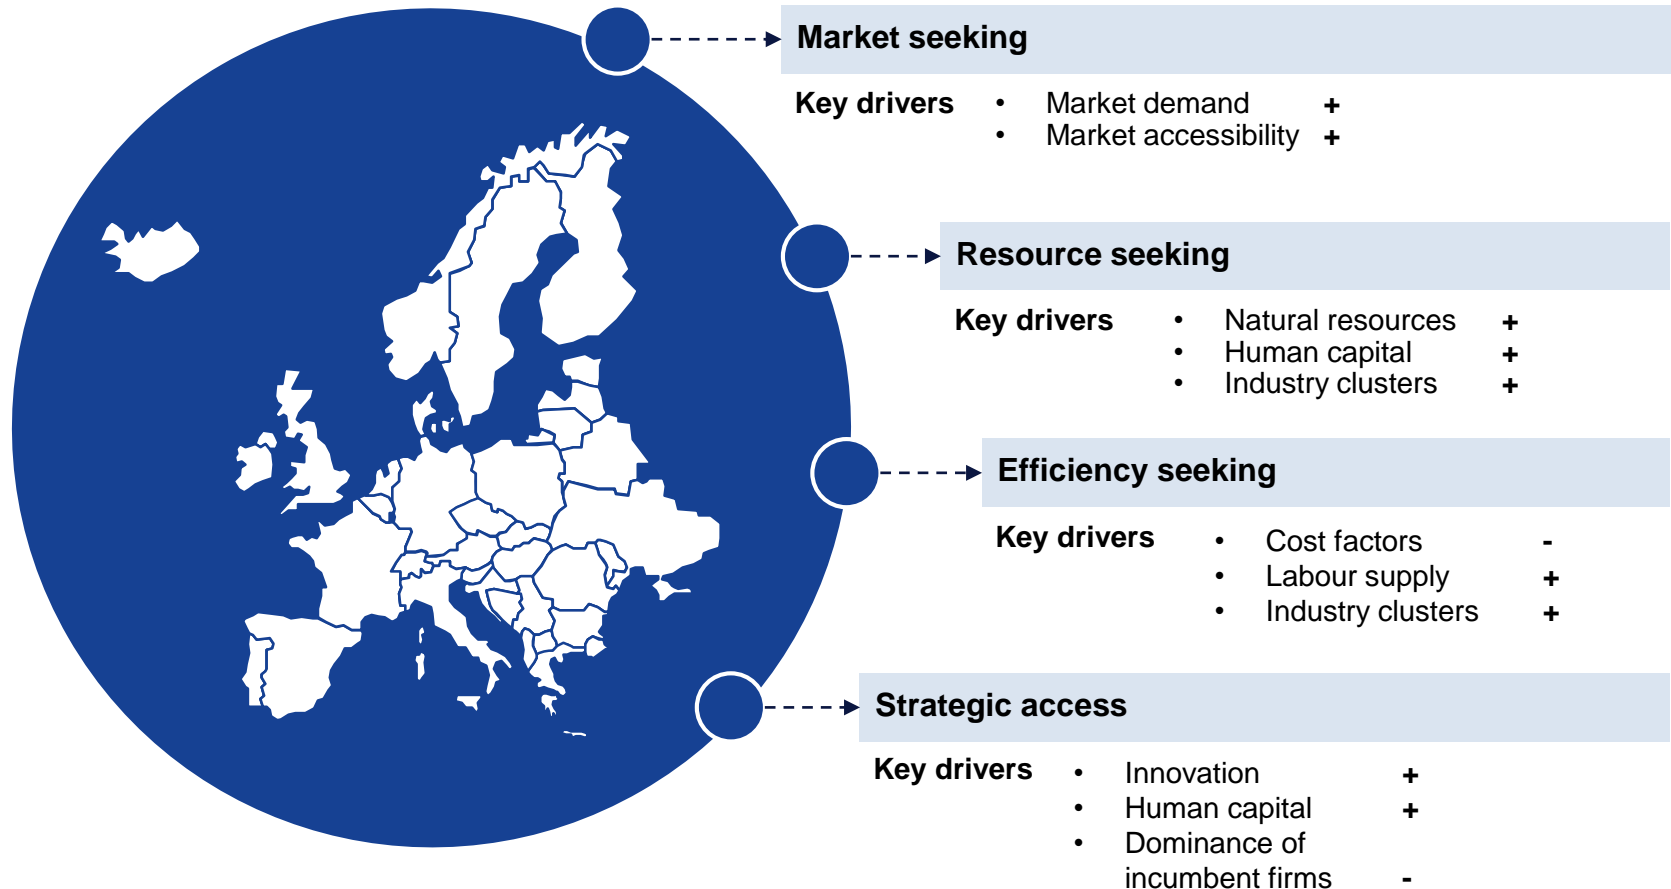 Market seeking
Key drivers • Market demand +
• Market accessibility +
Resource seeking
Key drivers • Natural resources +
• Human capital +
• Industry clusters +
Efficiency seeking
Key drivers • Cost factors -
• Labour supply +
• Industry clusters +
Strategic access
Key drivers • Innovation +
• Human capital +
• Dominance of
incumbent firms -